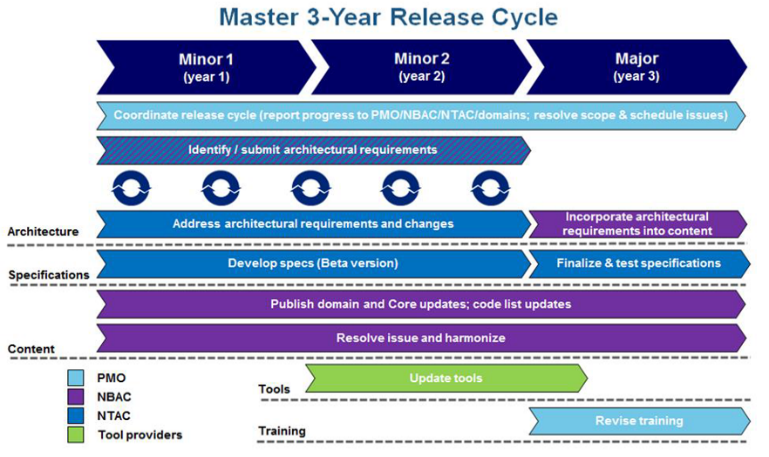 Master 3-Year Release Cycle
Minor 1
(year 1)
Minor 2
(year 2)
Major
(year 3)
Coordinate release cycle (report progress to PMO/NBAC/NTAC/domains; resolve scope & schedule issues)
Identify / submit architectural requirements
Architecture
Address architectural requirements and changes
Incorporate architectural
requirements into content
Specifications
Develop specs (Beta version)
Finalize & test specifications
Publish domain and Core updates; code list updates
Resolve issue and harmonize
Content
PMO
NBAC
NTAC
Tool providers
Update tools
Tools
Revise training
Training